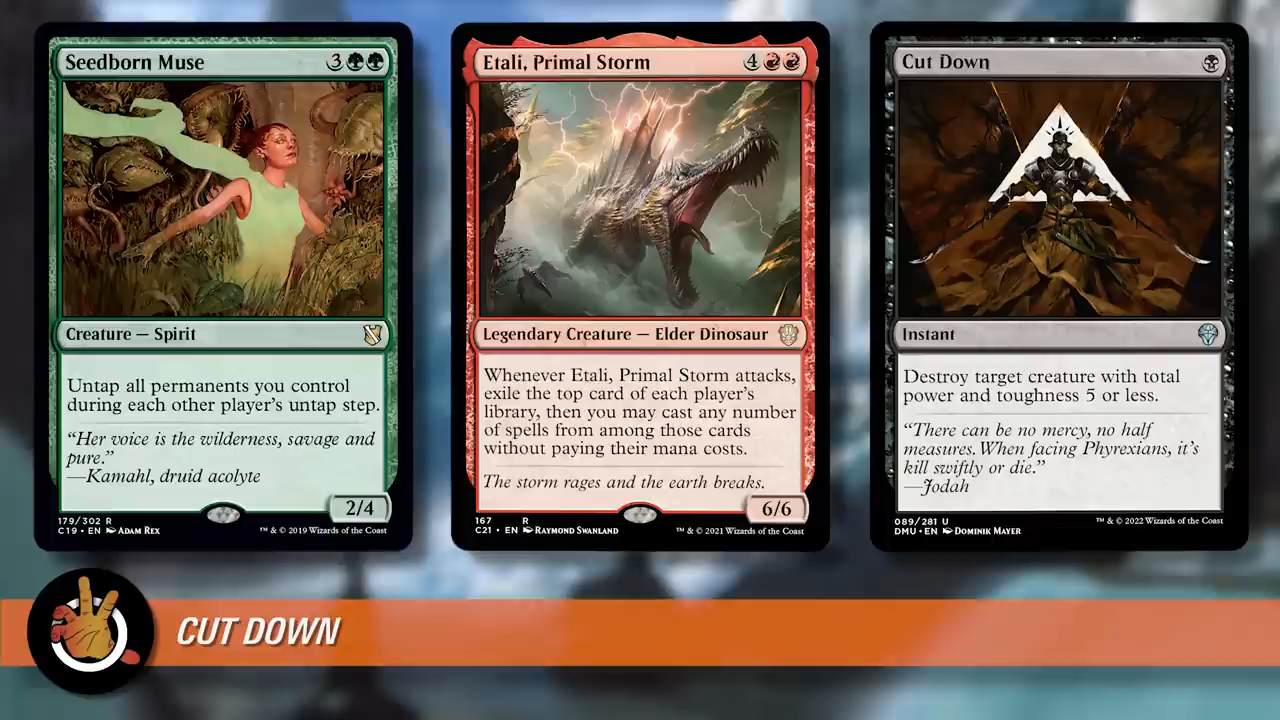 Seedborn Muse 3
Creature — Spirit
Untap all permanents you control
during each other player's untap step.
“Her voice is the wilderness, savage and
pure.”
—Kamahl, druid acolyte
2/4
179/302 R
C19 • EN ADAM REX
™ & © 2019 Wizards of the Coast
Etali, Primal Storm 4
Legendary Creature — Elder Dinosaur
Whenever Etali, Primal Storm attacks,
exile the top card of each player's
library, then you may cast any number
of spells from among those cards
without paying their mana costs.
The storm rages and the earth breaks.
6/6
167 R
C21 • EN RAYMOND SWANLAND
™ & © 2021 Wizards of the Coast
Cut Down
Instant
Destroy target creature with total
power and toughness 5 or less.
“There can be no mercy, no half
measures. When facing Phyrexians, it's
kill swiftly or die.”
—Jodah
089/281 U
DMU • EN DOMINIK MAYER
™ & © 2022 Wizards of the Coast
CUT DOWN